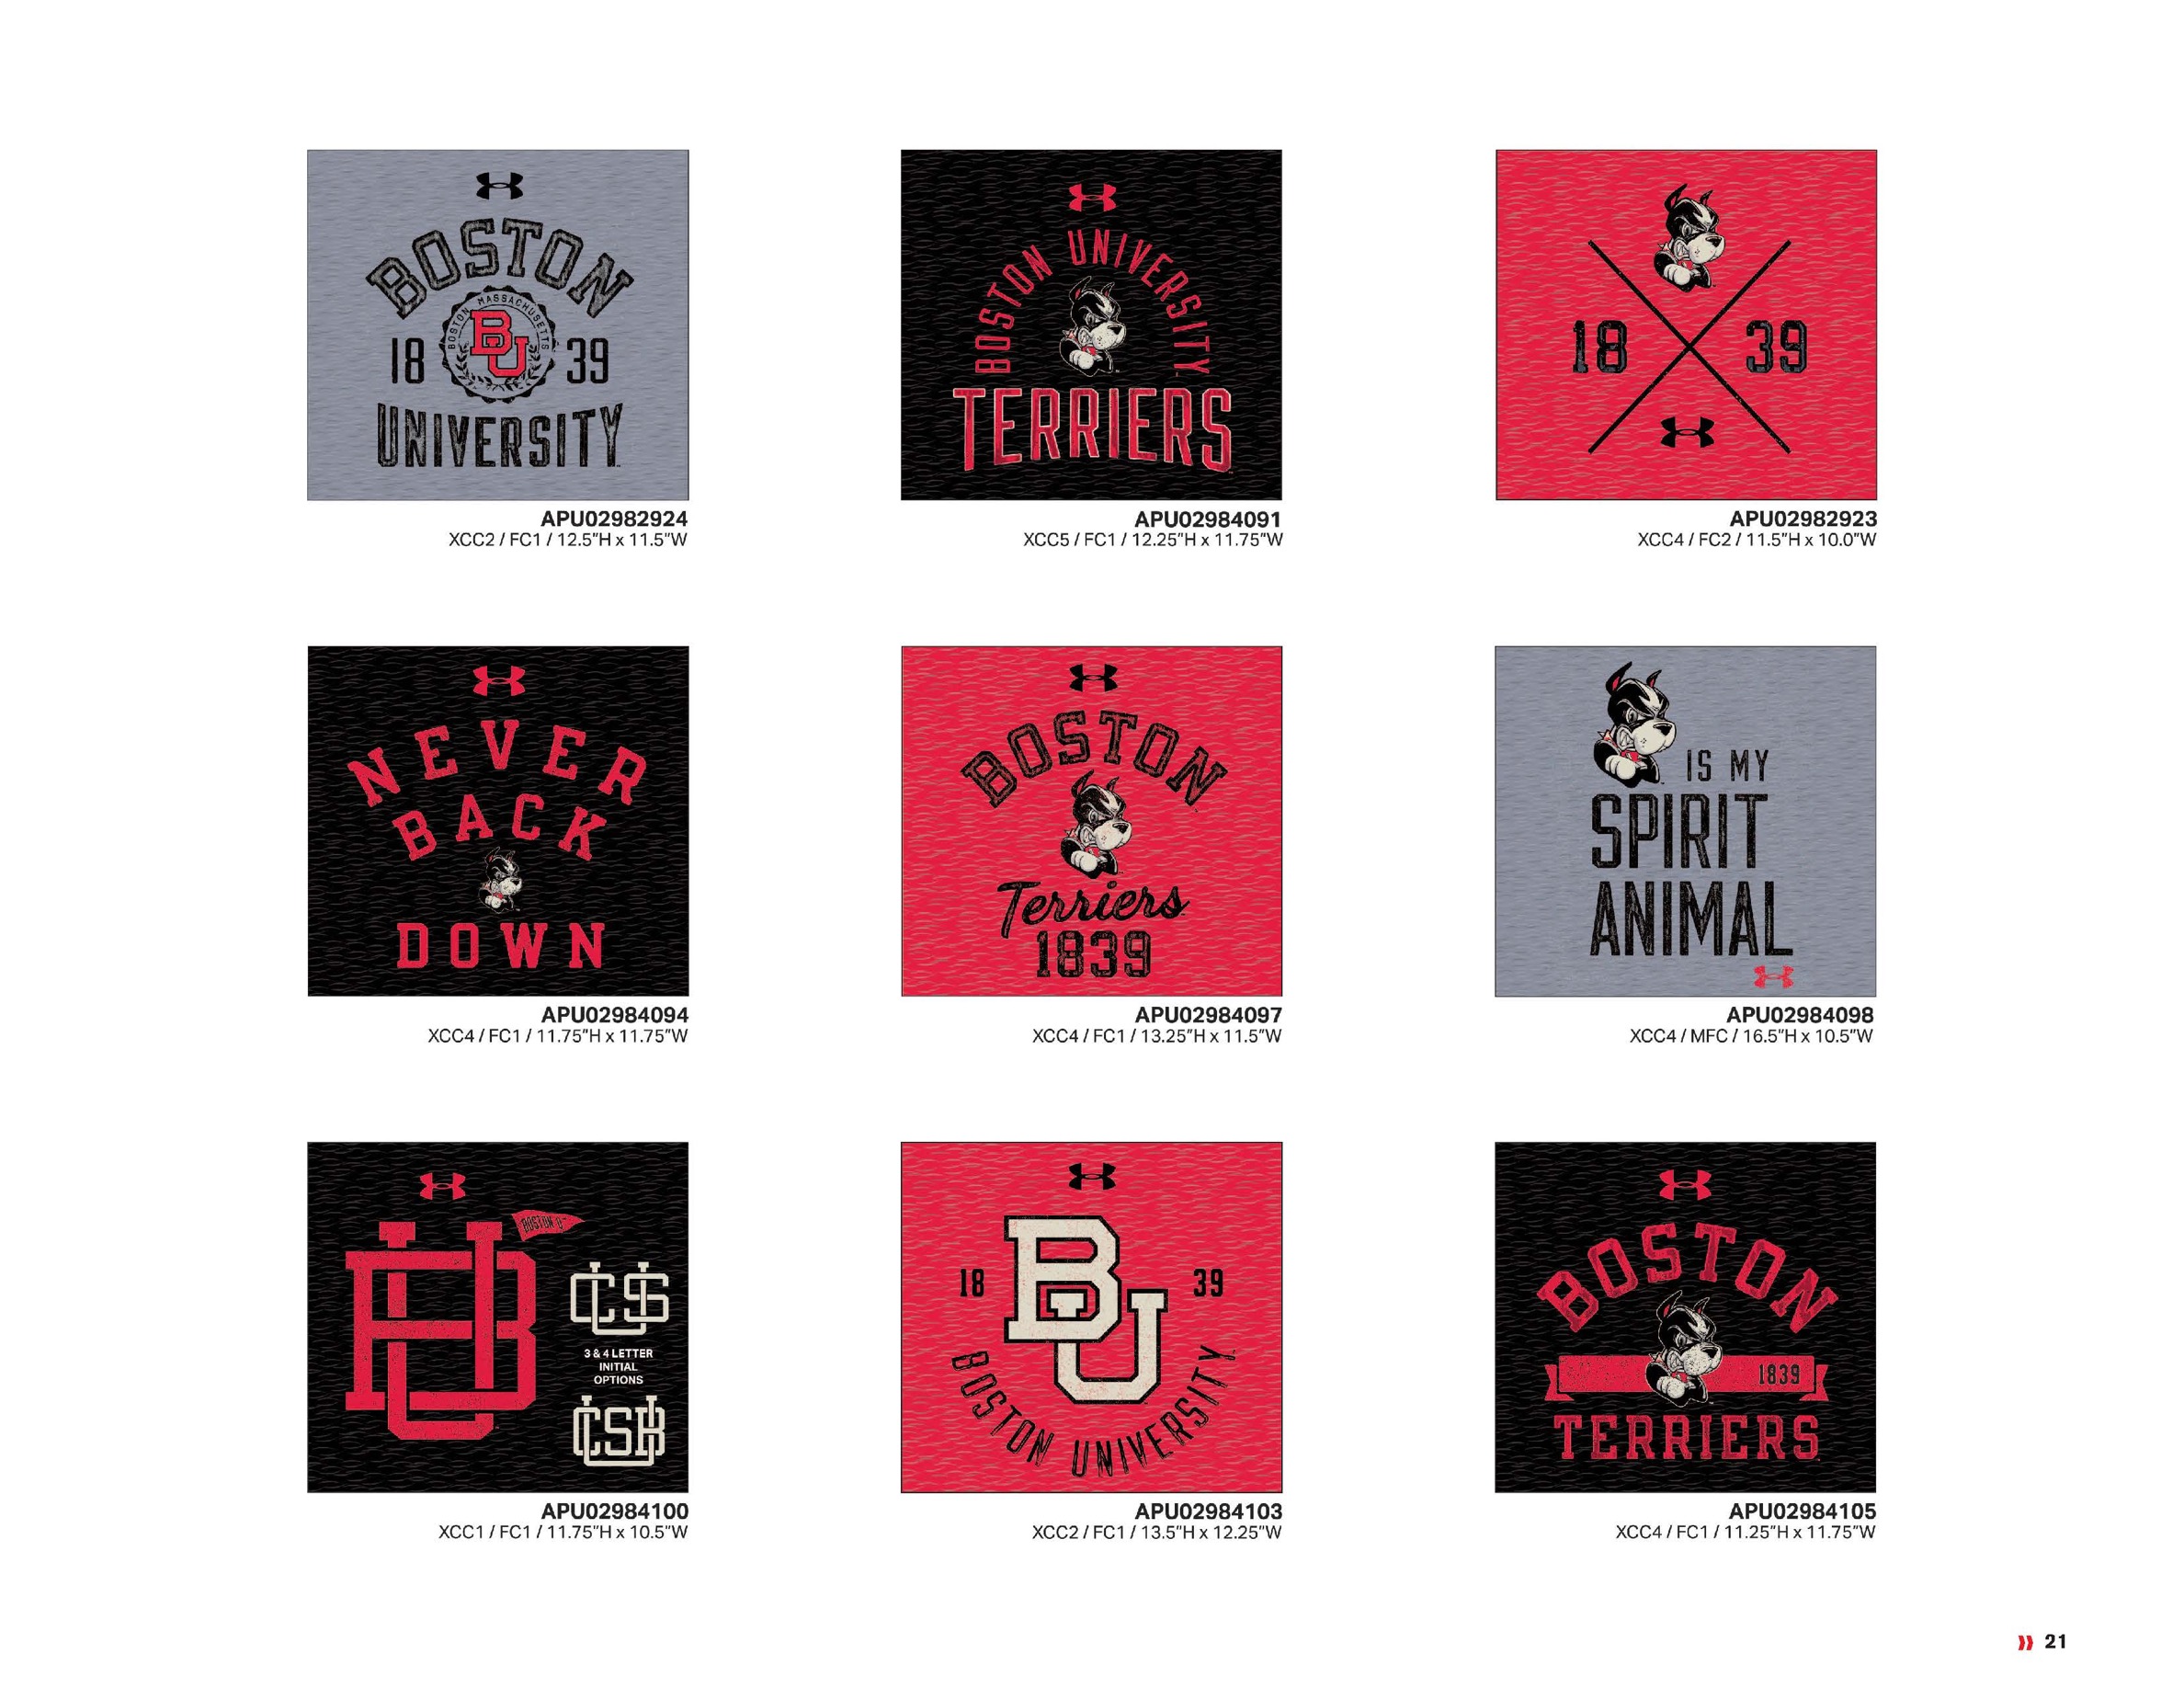 BOSTON
BOSTON MASSACHUSETTS
BU
18 39
UNIVERSITY
APU02982924
XCC2 / FC1 / 12.5"H x 11.5"W
BOSTON UNIVERSITY
TERRIERS
APU02984091
XCC5 / FC1 / 12.25"H x 11.75"W
18 39
APU02982923
XCC4 / FC2 / 11.5"H x 10.0"W
NEVER
BACK
DOWN
APU02984094
XCC4 / FC1 / 11.75"H x 11.75"W
BOSTON
Terriers
1839
APU02984097
XCC4 / FC1 / 13.25"H x 11.5"W
IS MY
SPIRIT
ANIMAL
APU02984098
XCC4 / MFC / 16.5"H x 10.5"W
BOSTON U
BU
CUS
3 & 4 LETTER
INITIAL
OPTIONS
CUSB
APU02984100
XCC1 / FC1 / 11.75"H x 10.5"W
18 39
BU
BOSTON UNIVERSITY
APU02984103
XCC2 / FC1 / 13.5"H x 12.25"W
BOSTON
1839
TERRIERS
APU02984105
XCC4 / FC1 / 11.25"H x 11.75"W
21